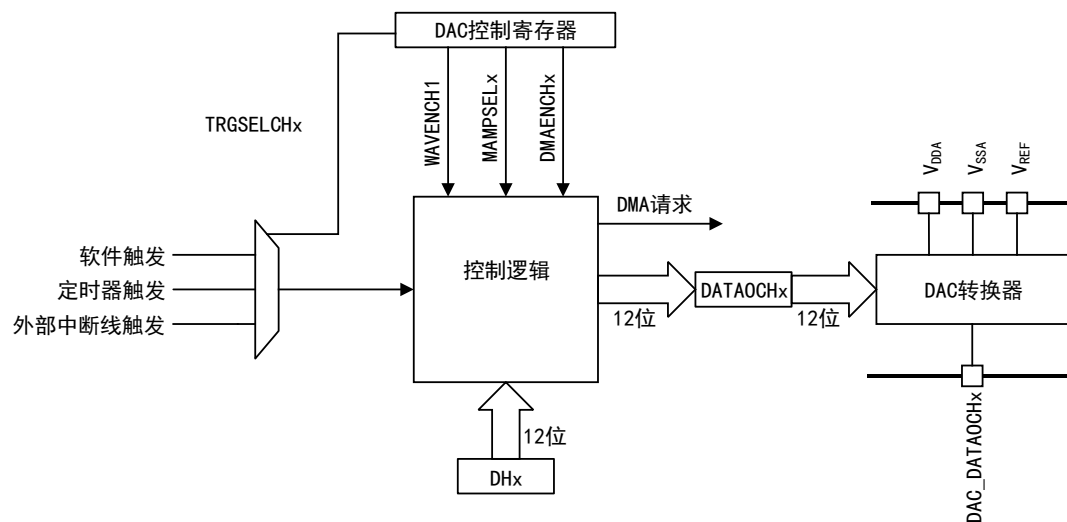 DAC控制寄存器
TRGSELCHx
WAVENCH1
MAMPSELx
DMAENCHx
VDDA
VSSA
VREF
软件触发
定时器触发
外部中断线触发
控制逻辑
DMA请求
12位
DATAOCHx
12位
DAC转换器
12位
DHx
DAC_DATAOCHx